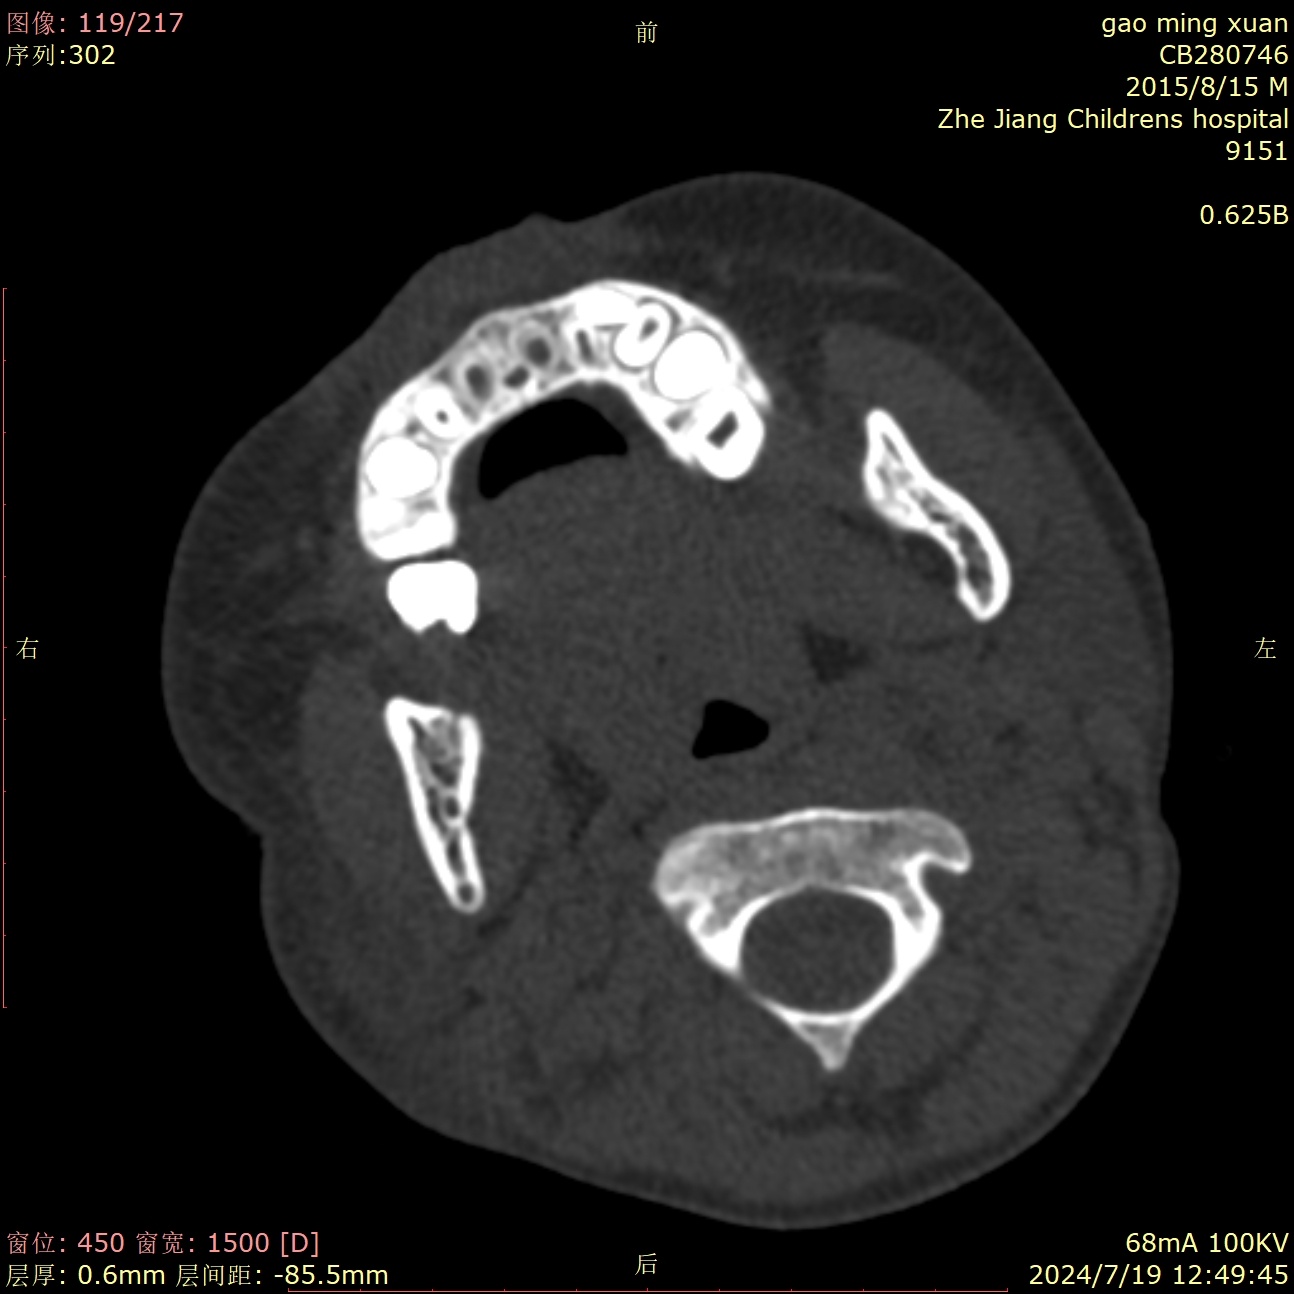 图像: 119/217
序列:302
前
gao ming xuan
CB280746
2015/8/15 M
Zhe Jiang Childrens hospital
9151
0.625B
右
左
窗位: 450 窗宽: 1500 [D]
层厚: 0.6mm 层间距: -85.5mm
后
68mA 100KV
2024/7/19 12:49:45